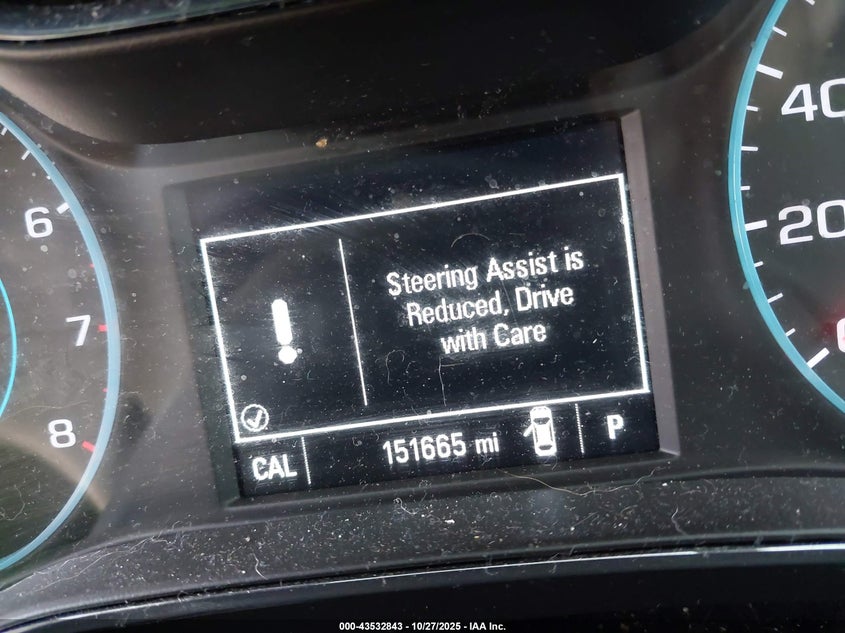 6
7
8
40
20
Steering Assist is
Reduced, Drive
with Care
CAL
151665 mi
P
000-43532843 | 10/27/2025 - IAA Inc.